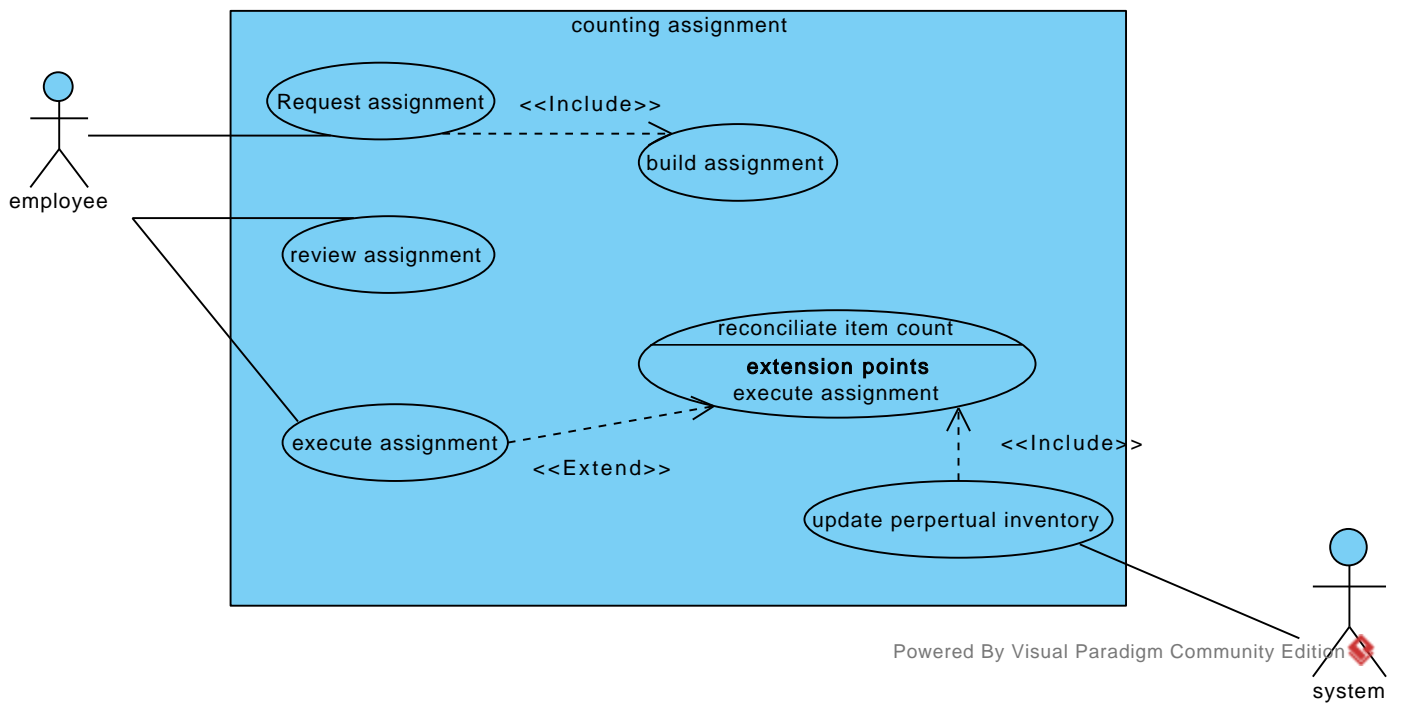 counting assignment
Request assignment
<<Include>>
build assignment
employee
review assignment
reconciliate item count
extension points
execute assignment
execute assignment
<<Extend>>
<<Include>>
update perpertual inventory
Powered By Visual Paradigm Community Edition
system